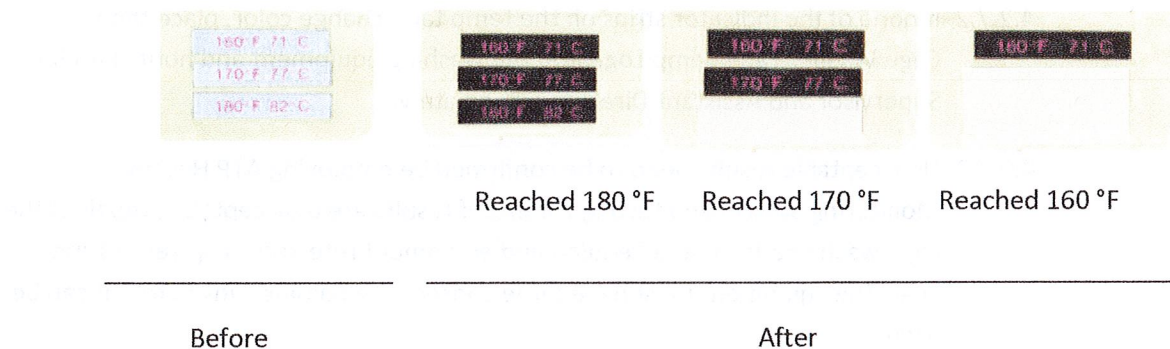 160 °F 71 C
170 °F 77 C
180 °F 82 C
160 °F 71 C
170 °F 77 C
180 °F 82 C
160 °F 71 C
170 °F 77 C
160 °F 71 C
Reached 180 °F
Reached 170 °F
Reached 160 °F
Before
After